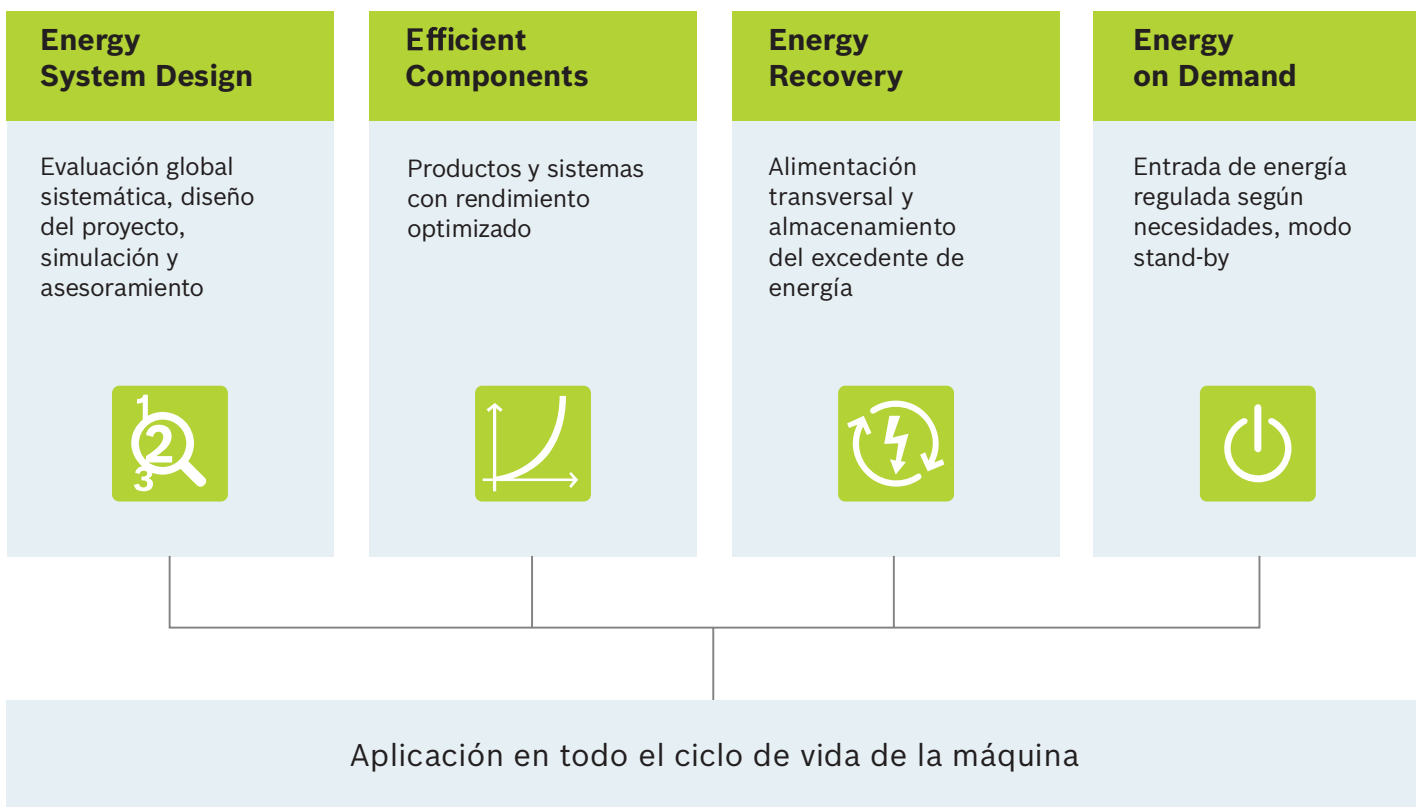 Energy
System Design
Evaluación global
sistemática, diseño
del proyecto,
simulación y
asesoramiento
1
2
3
Efficient
Components
Productos y sistemas
con rendimiento
optimizado
Energy
Recovery
Alimentación
transversal y
almacenamiento
del excedente de
energía
Energy
on Demand
Entrada de energía
regulada según
necesidades, modo
stand-by
Aplicación en todo el ciclo de vida de la máquina